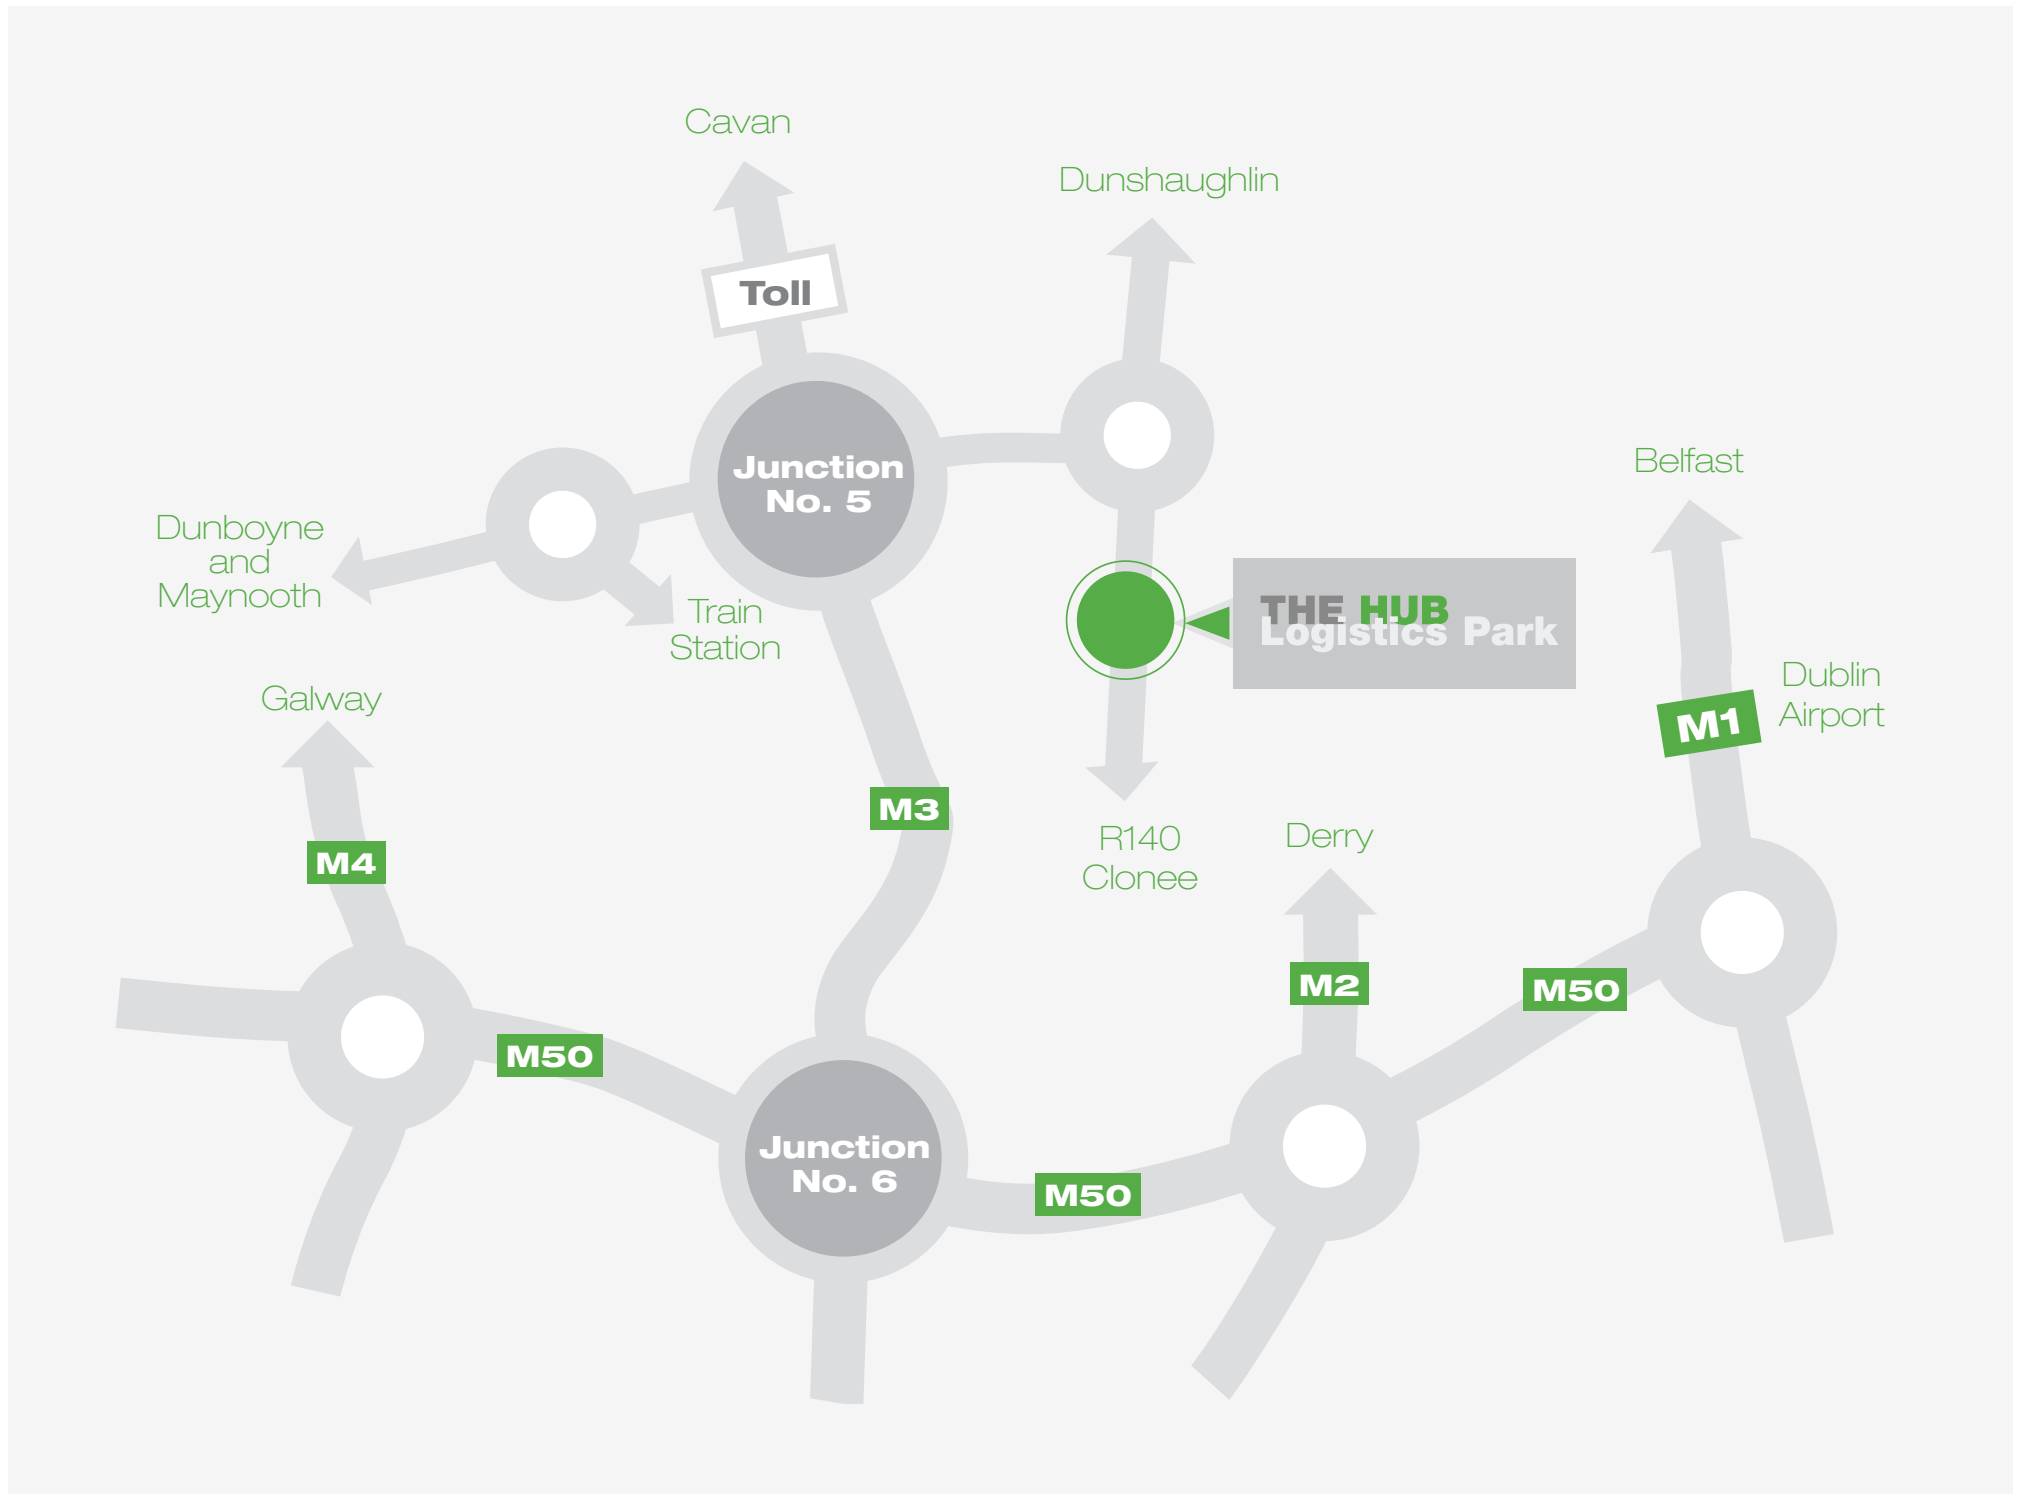 Cavan
Dunshaughlin
Toll
Junction
No. 5
Belfast
Dunboyne
and
Maynooth
Train
Station
THE HUB
Logistics Park
Galway
Dublin
Airport
M1
M3
R140
Clonee
Derry
M4
M2
M50
M50
Junction
No. 6
M50